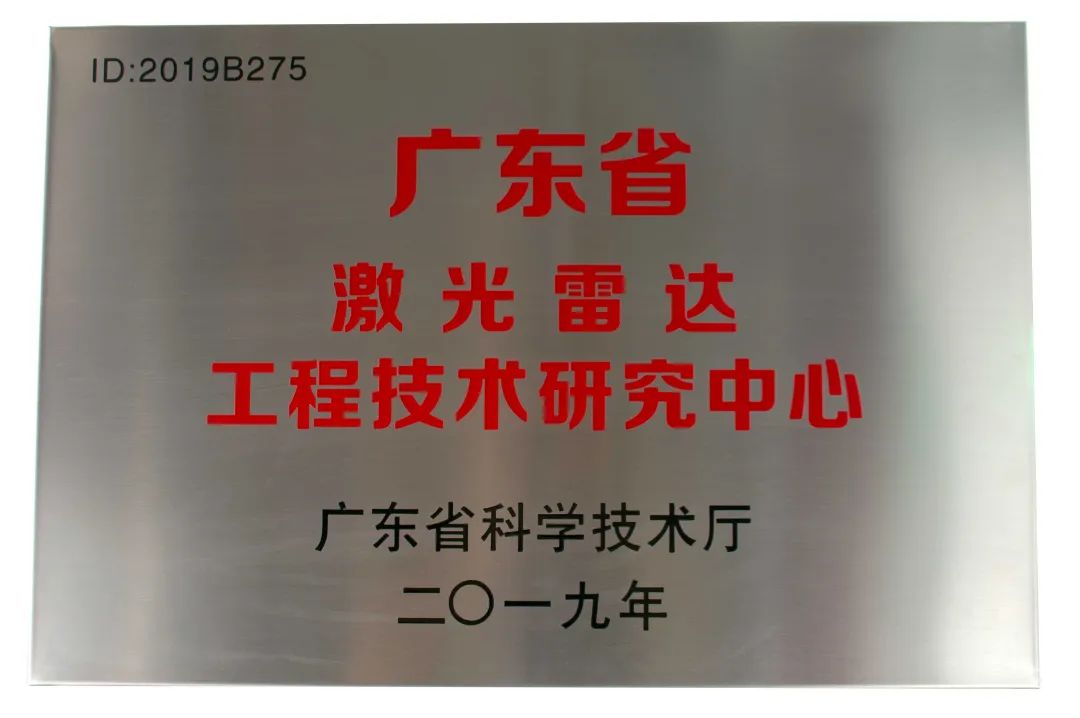 ID:2019B275
广东省
激光雷达
工程技术研究中心
广东省科学技术厅
二〇一九年